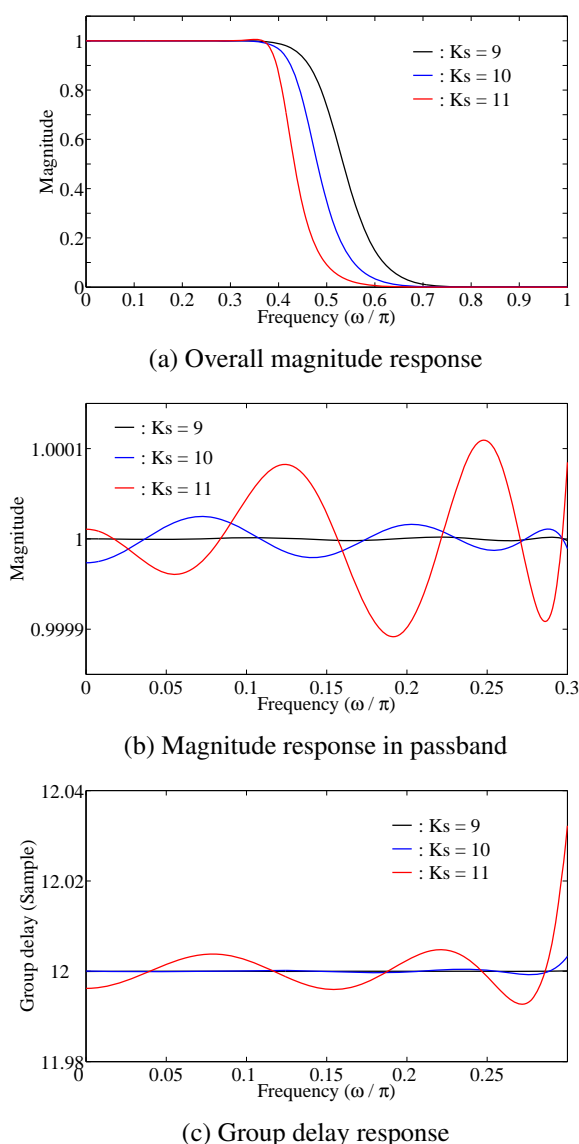 1
0.8
0.6
0.4
0.2
0
Magnitude
: Ks = 9
: Ks = 10
: Ks = 11
0 0.1 0.2 0.3 0.4 0.5 0.6 0.7 0.8 0.9 1
Frequency (ω / π)
(a) Overall magnitude response
: Ks = 9
: Ks = 10
: Ks = 11
1.0001
1
0.9999
Magnitude
0 0.05 0.1 0.15 0.2 0.25 0.3
Frequency (ω / π)
(b) Magnitude response in passband
12.04
12.02
12
11.98
Group delay (Sample)
: Ks = 9
: Ks = 10
: Ks = 11
0 0.05 0.1 0.15 0.2 0.25
Frequency (ω / π)
(c) Group delay response